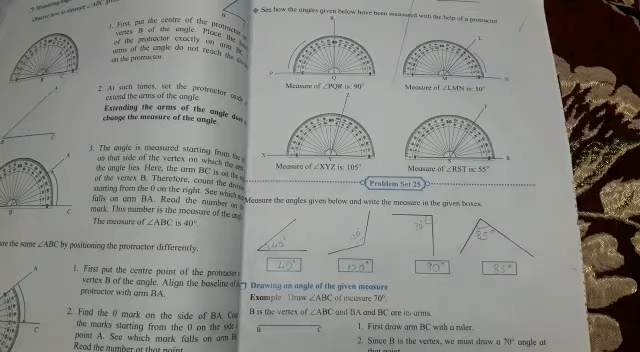 Observe how to measure ∠ABC
1. First, put the centre of the protractor
vertex B of the angle. Place the
of the protractor exactly on arm
arms of the angle do not reach the
on the protractor.
2. At such times, set the protractor aside
extend the arms of the angle.
Extending the arms of the angle does
change the measure of the angle.
3. The angle is measured starting from the
on that side of the vertex on which the
the angle lies. Here, the arm BC is on the
of the vertex B. Therefore, count the
starting from the 0 on the right. See which
falls on arm BA. Read the number on
mark. This number is the measure of the
The measure of ∠ABC is 40°.
the same ∠ABC by positioning the protractor differently.
1. First put the centre point of the protractor
vertex B of the angle. Align the baseline of
protractor with arm BA.
2. Find the 0 mark on the side of BA.
the marks starting from the 0 on the side
point A. See which mark falls on arm
Read the number at that point
See how the angles given below have been measured with the help of a protractor.
Measure of ∠PQR is: 90°
Measure of ∠LMN is:
Measure of ∠XYZ is: 105°
Measure of ∠RST is: 55°
Problem Set 25
Measure the angles given below and write the measure in the given boxes.
40°
120°
90°
85°
Drawing an angle of the given measure
Example Draw ∠ABC of measure 70°.
B is the vertex of ∠ABC and BA and BC are its arms.
B C
1. First draw arm BC with a ruler.
2. Since B is the vertex, we must draw a 70° angle at
that point